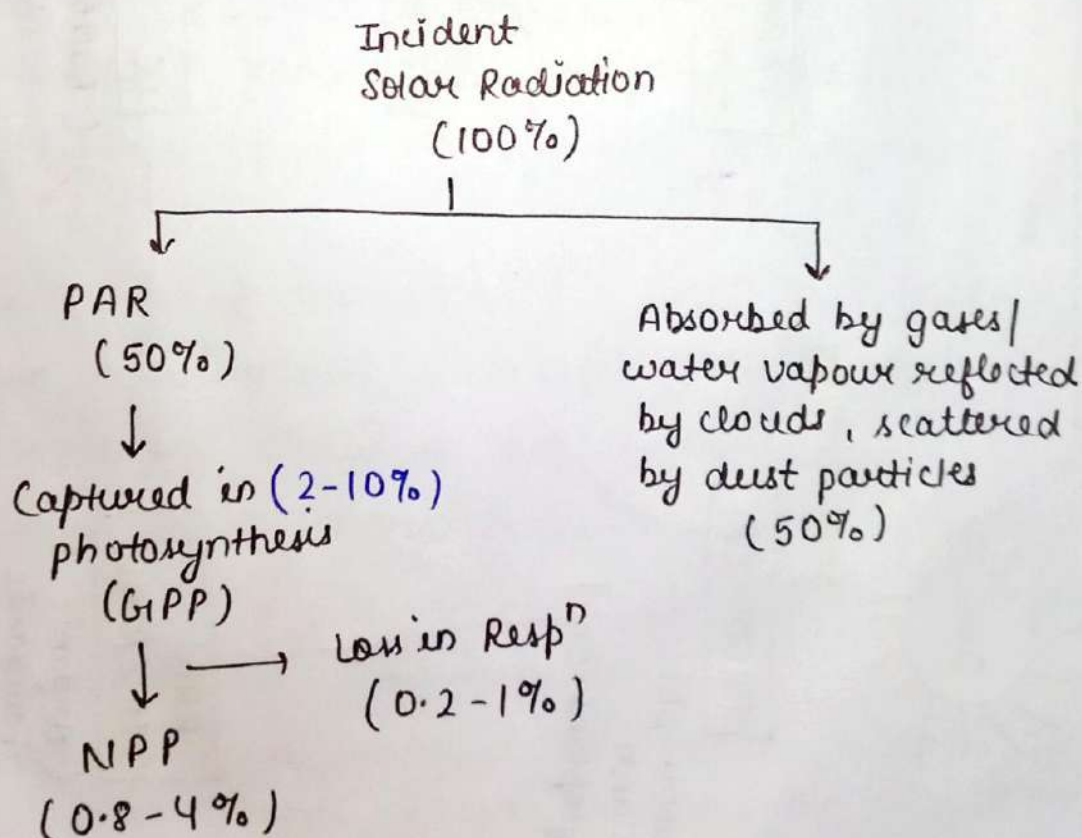 Incident
Solar Radiation
(100%)
PAR
(50%)
Captured in (2-10%)
photosynthesis
(GPP)
Loss in Respⁿ
(0.2-1%)
NPP
(0.8-4%)
Absorbed by gases/
water vapour reflected
by clouds, scattered
by dust particles
(50%)